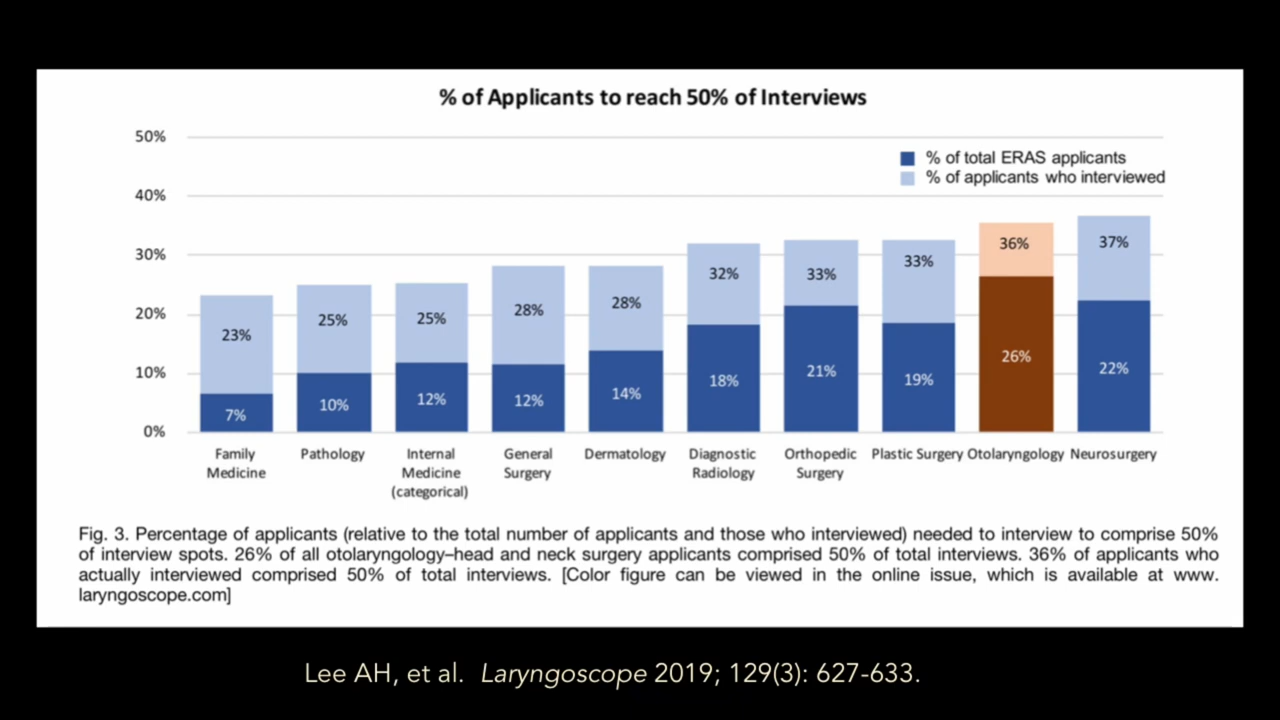 % of Applicants to reach 50% of Interviews
50%
% of total ERAS applicants
% of applicants who interviewed
40%
30%
20%
10%
0%
23%
25%
25%
28%
28%
32%
33%
33%
36%
37%
7%
10%
12%
12%
14%
18%
21%
19%
26%
22%
Family
Medicine
Pathology
Internal
Medicine
(categorical)
General
Surgery
Dermatology
Diagnostic
Radiology
Orthopedic
Surgery
Plastic Surgery
Otolaryngology
Neurosurgery
Fig. 3. Percentage of applicants (relative to the total number of applicants and those who interviewed) needed to interview to comprise 50%
of interview spots. 26% of all otolaryngology–head and neck surgery applicants comprised 50% of total interviews. 36% of applicants who
actually interviewed comprised 50% of total interviews. [Color figure can be viewed in the online issue, which is available at www.
laryngoscope.com]
Lee AH, et al. Laryngoscope 2019; 129(3): 627-633.